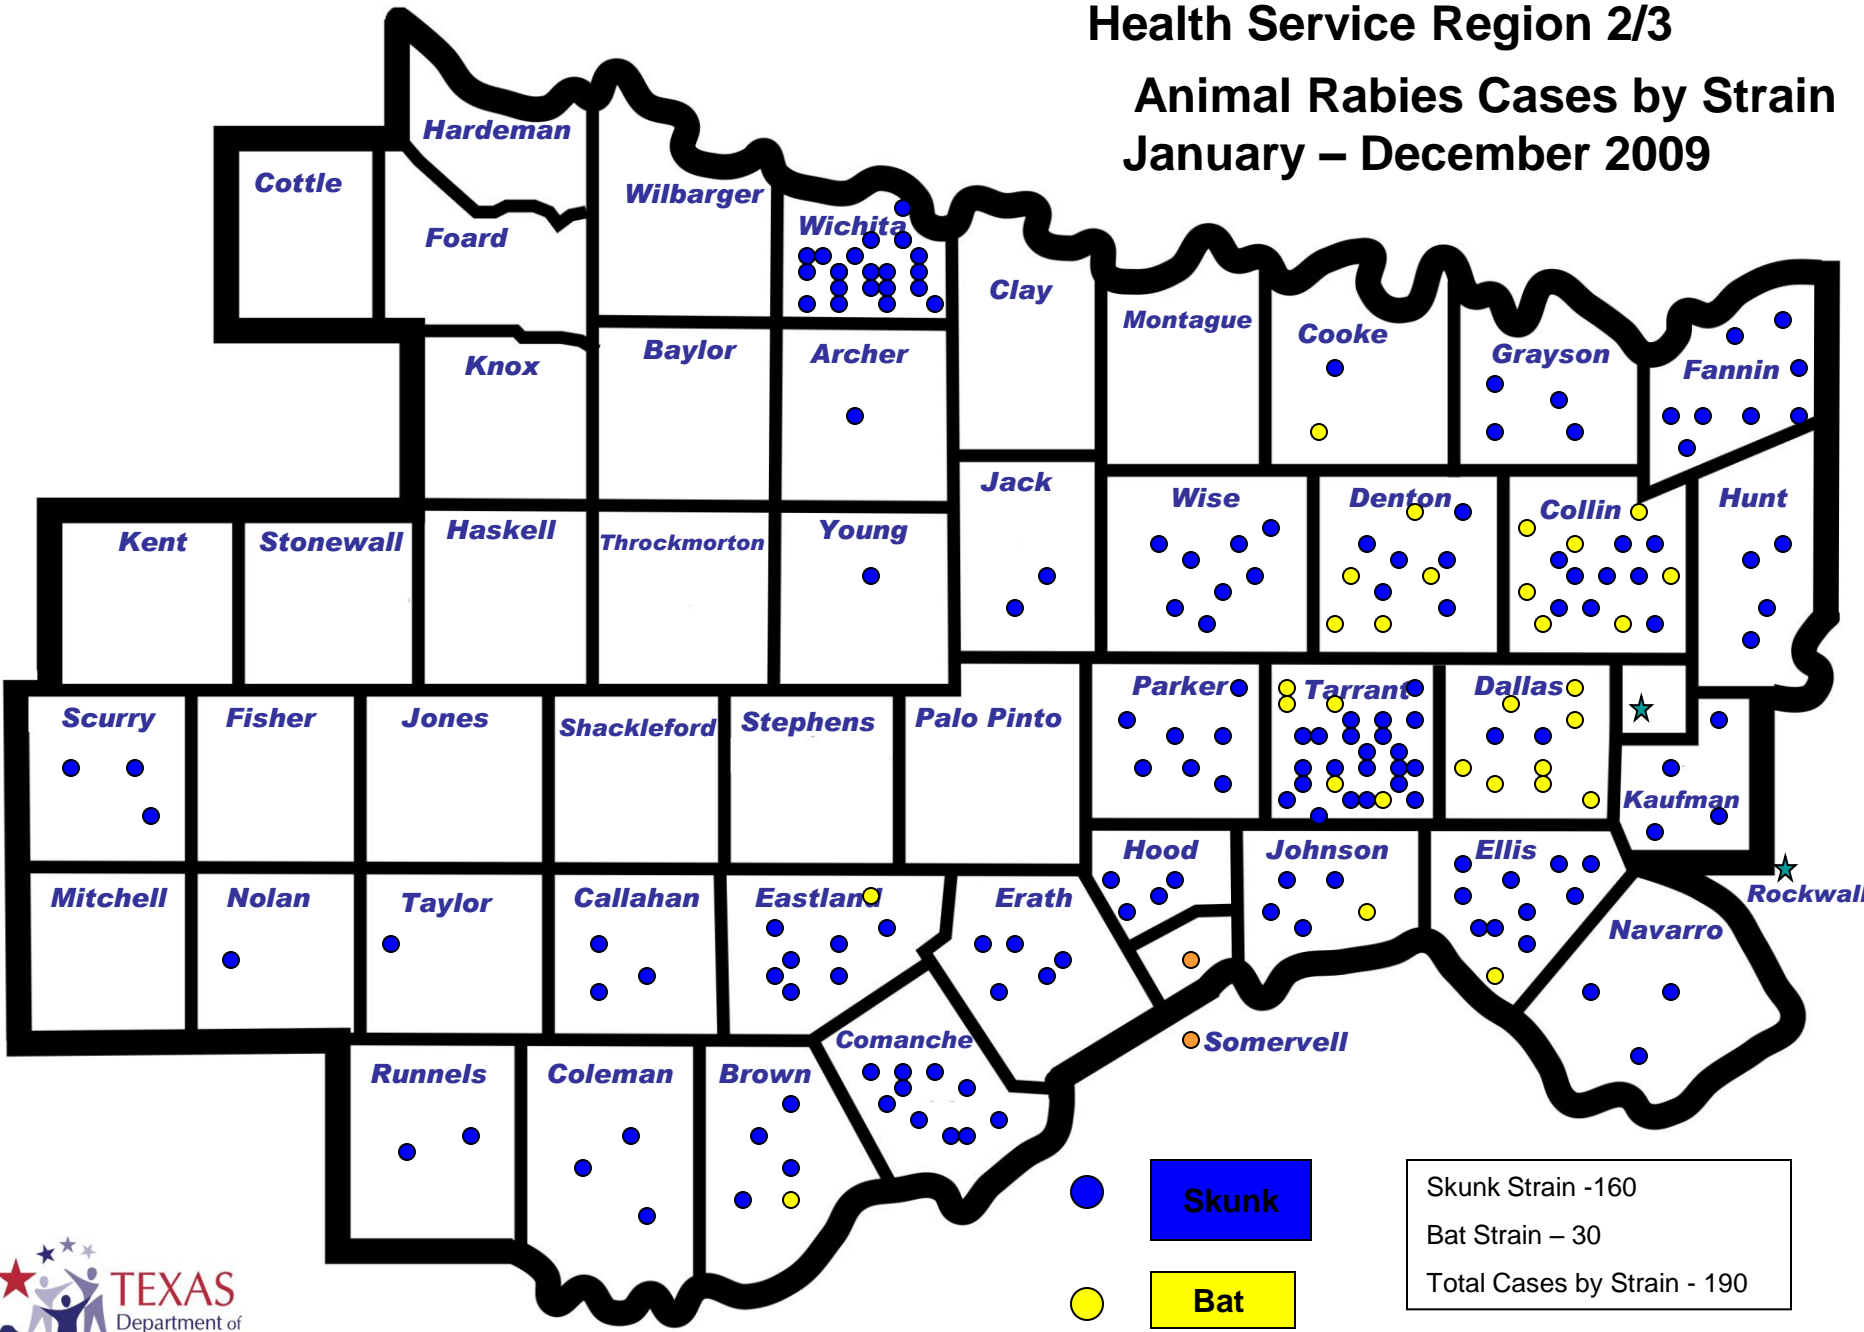 Health Service Region 2/3
Animal Rabies Cases by Strain
January – December 2009
Hardeman
Cottle
Wilbarger
Foard
Wichita
Clay
Montague
Cooke
Grayson
Fannin
Knox
Baylor
Archer
Jack
Wise
Denton
Collin
Hunt
Kent
Stonewall
Haskell
Throckmorton
Young
Scurry
Fisher
Jones
Shackleford
Stephens
Palo Pinto
Parker
Tarrant
Dallas
Kaufman
Hood
Johnson
Ellis
Mitchell
Nolan
Taylor
Callahan
Eastland
Erath
Rockwall
Navarro
Comanche
Somervell
Runnels
Coleman
Brown
Skunk
Bat
Skunk Strain -160
Bat Strain – 30
Total Cases by Strain - 190
TEXAS
Department of